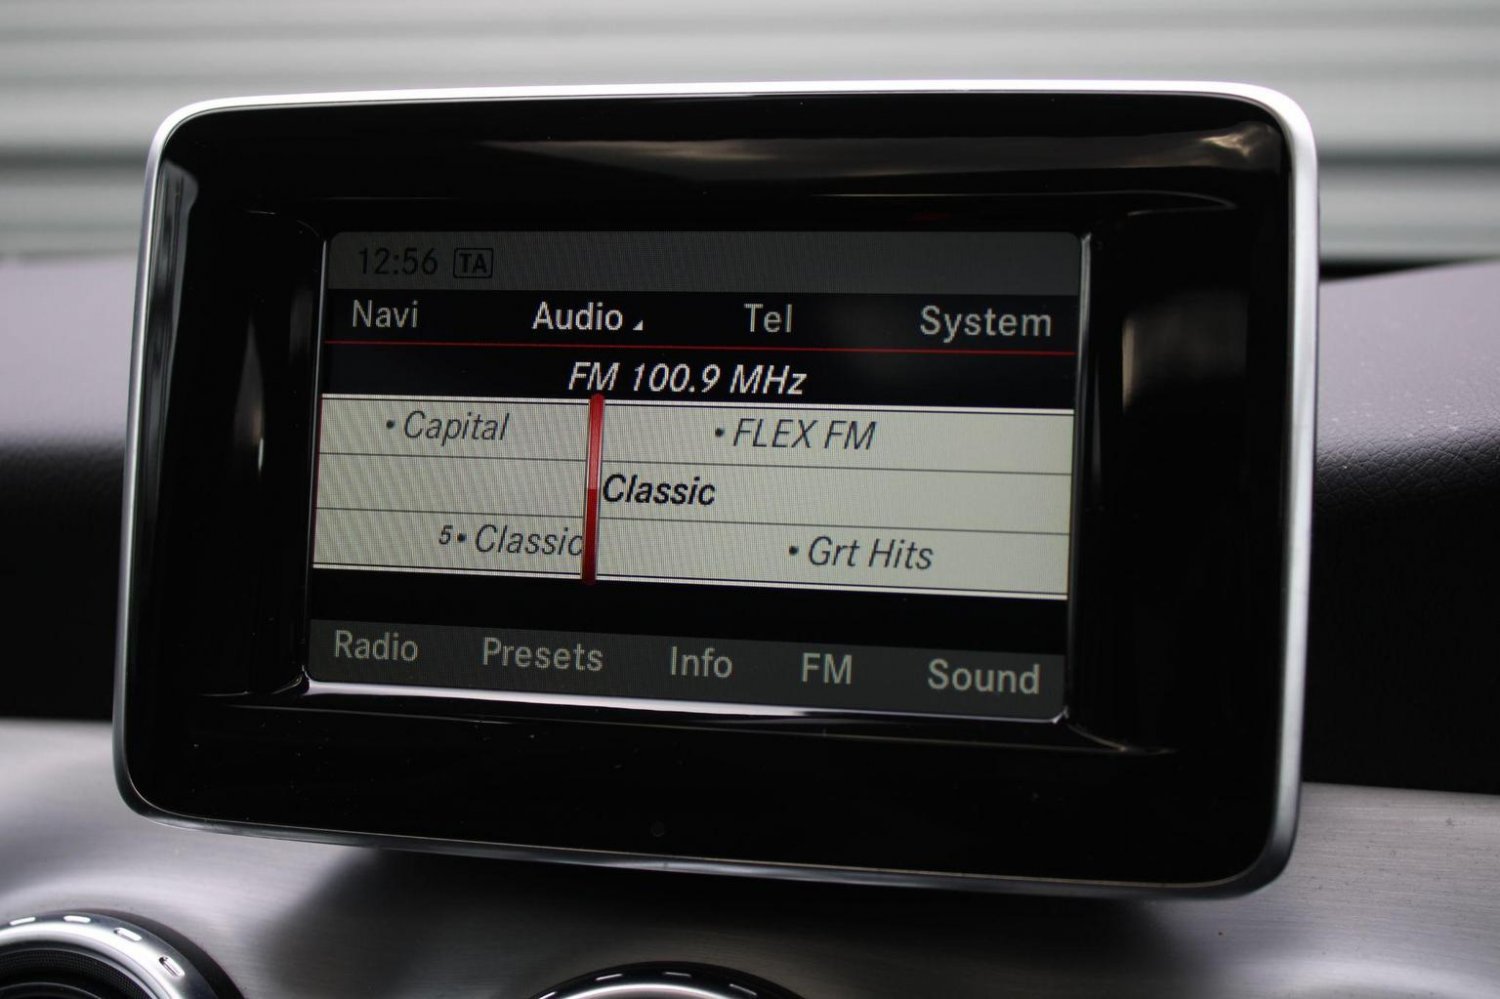 12:56 TA
Navi Audio Tel System
FM 100.9 MHz
• Capital • FLEX FM
Classic
5• Classic • Grt Hits
Radio Presets Info FM Sound